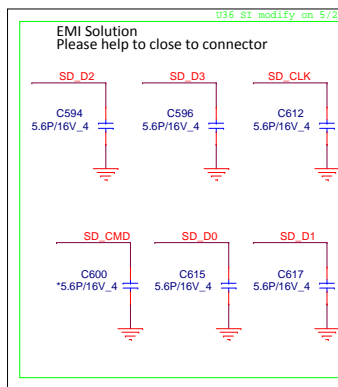 U36 SI modify on 5/2
EMI Solution
Please help to close to connector
SD_D2 SD_D3 SD_CLK
C594 C596 C612
5.6P/16V_4 5.6P/16V_4 5.6P/16V_4
SD_CMD SD_D0 SD_D1
C600 C615 C617
*5.6P/16V_4 5.6P/16V_4 5.6P/16V_4